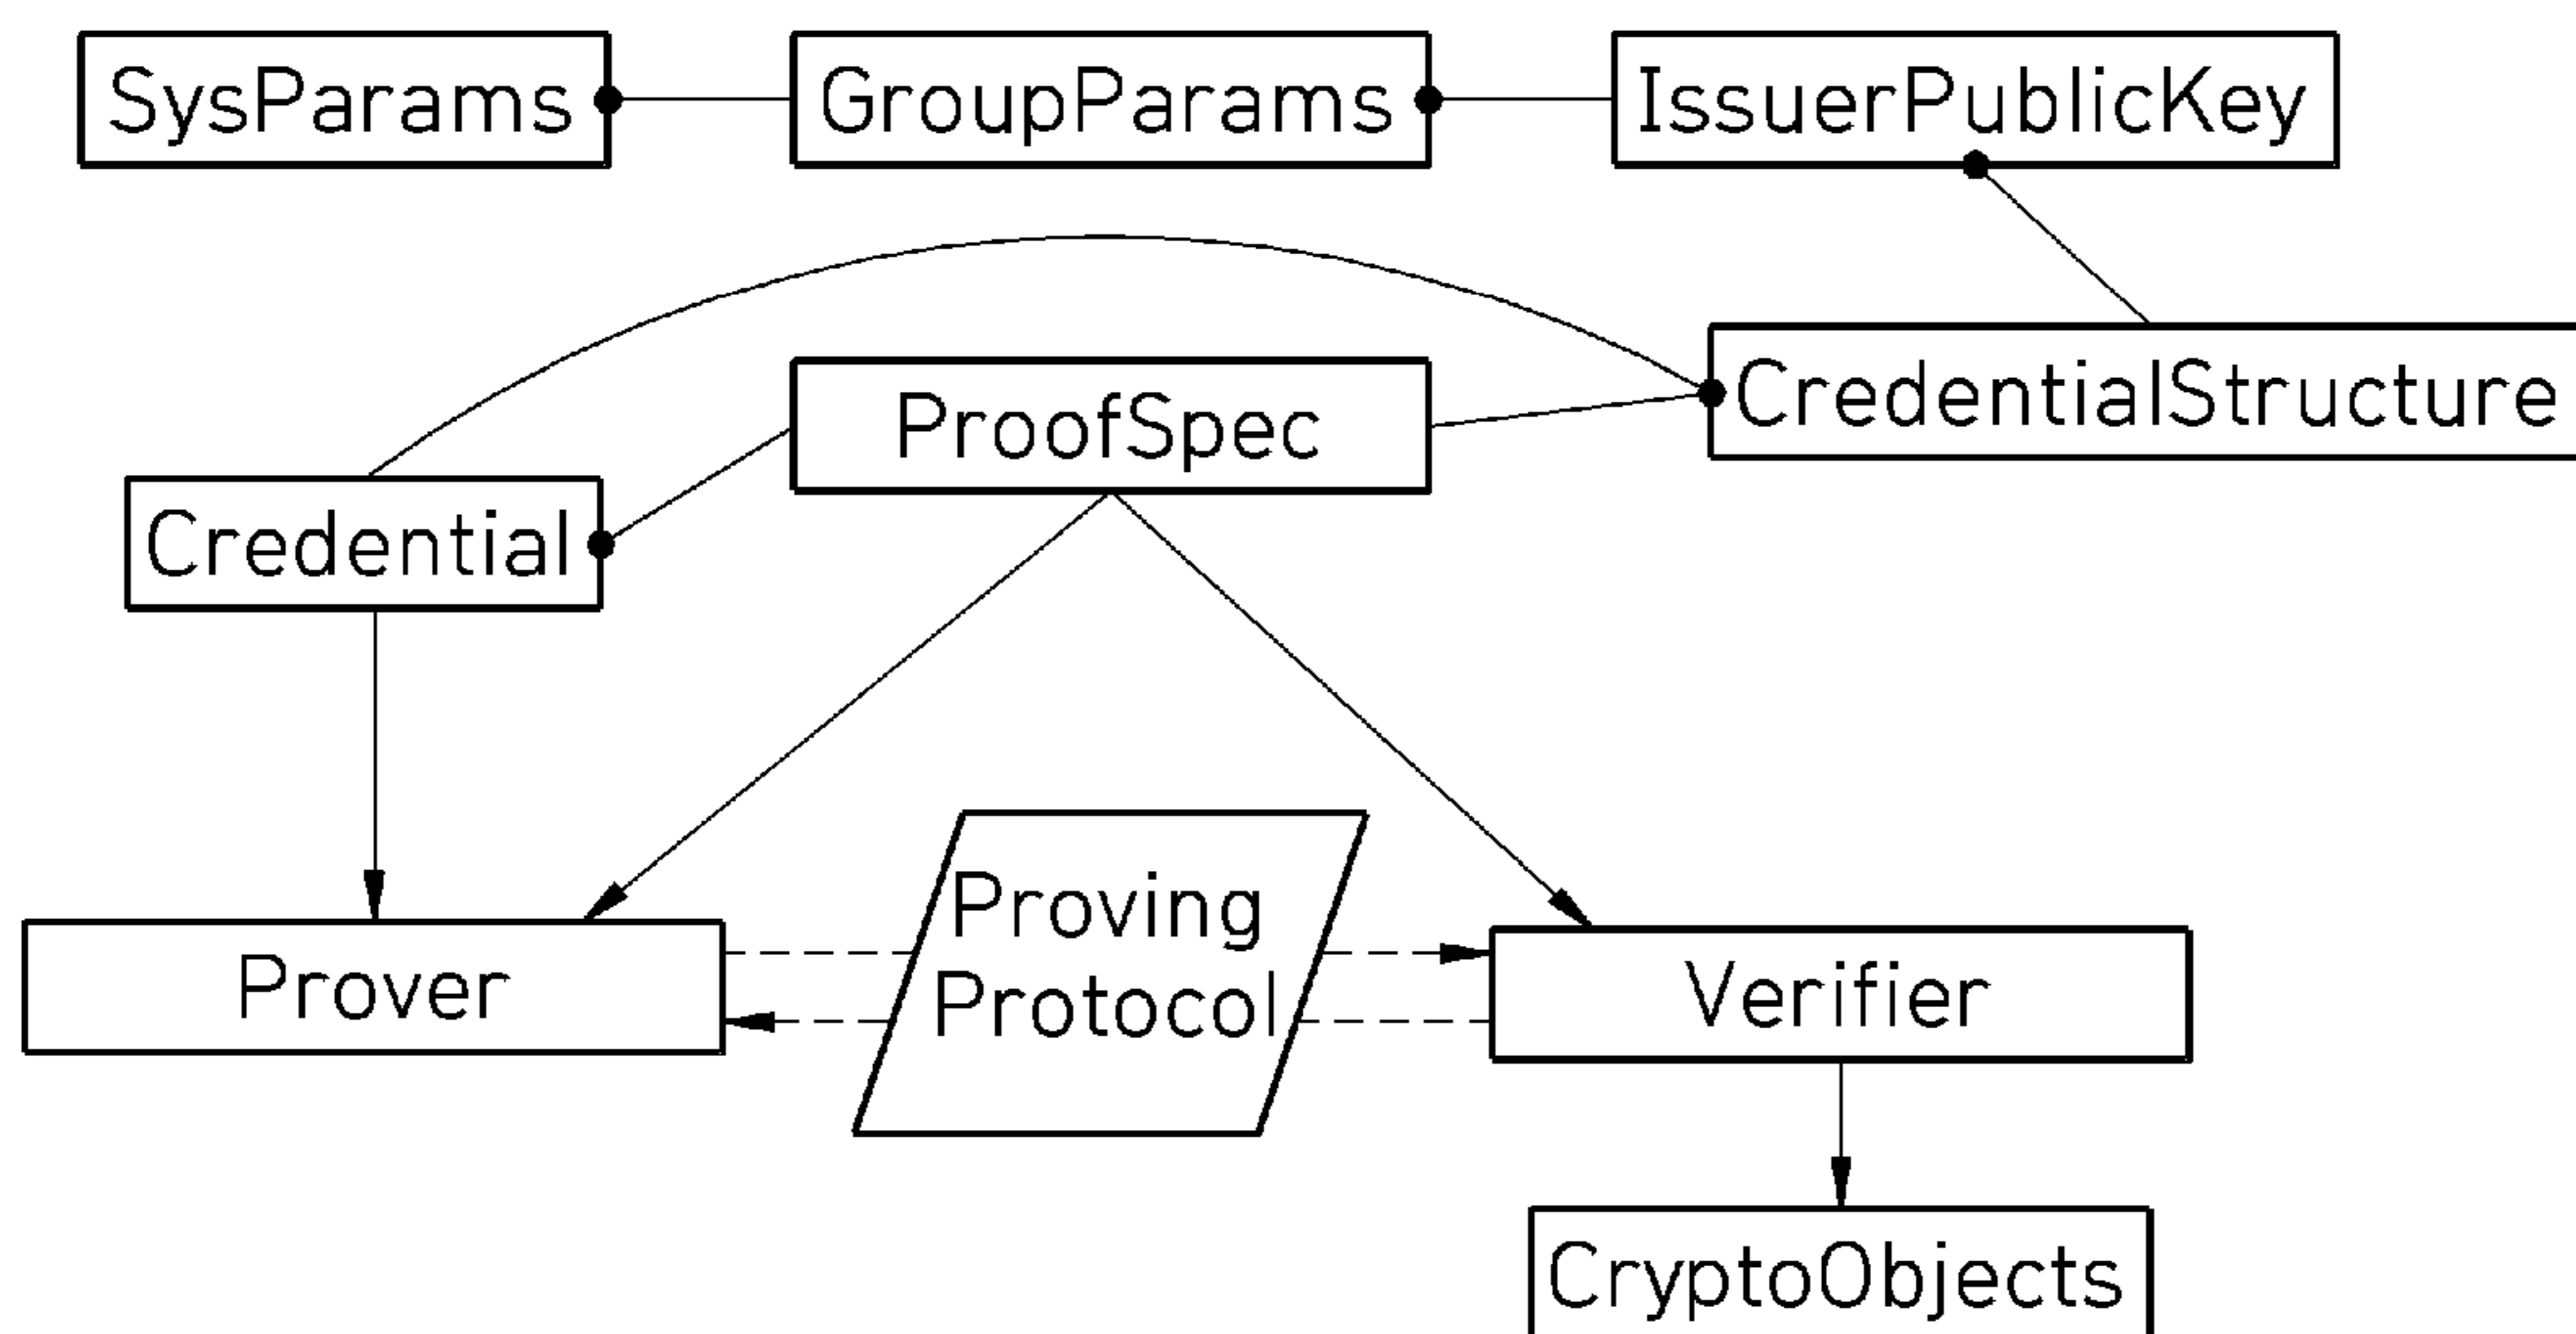 SysParams
GroupParams
IssuerPublicKey
CredentialStructure
ProofSpec
Credential
Proving
Protocol
Prover
Verifier
CryptoObjects